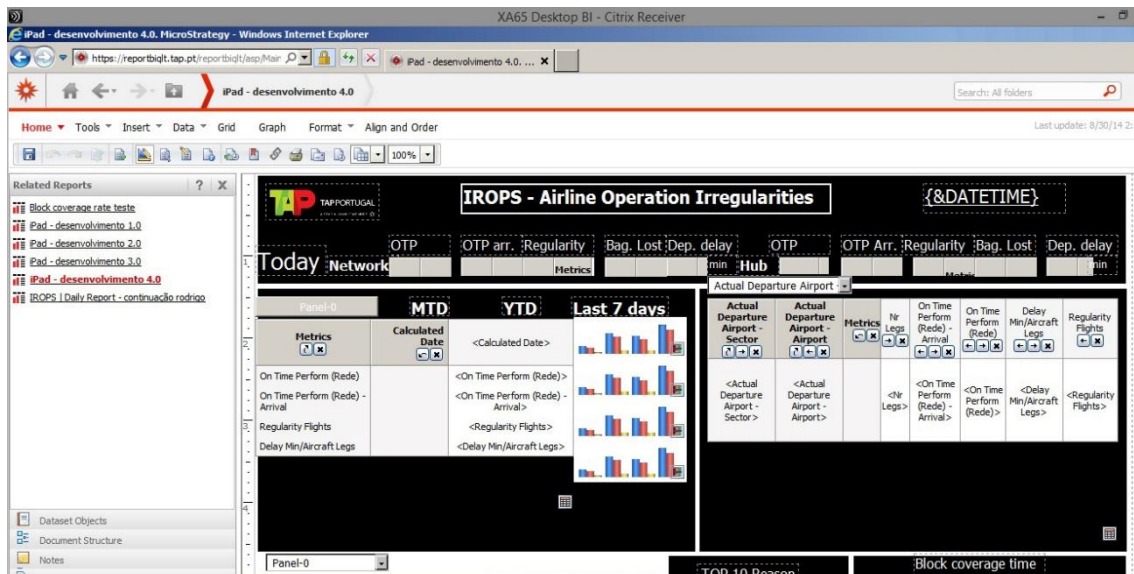 XA65 Desktop BI - Citrix Receiver
iPad - desenvolvimento 4.0. MicroStrategy - Windows Internet Explorer
https://reportbiqlt.tap.pt/reportbiqlt/asp/Mair
iPad - desenvolvimento 4.0. ...
iPad - desenvolvimento 4.0
Search: All folders
Home Tools Insert Data Grid Graph Format Align and Order
Last update: 8/30/14 2:
100%
Related Reports ? X
Block coverage rate teste
iPad - desenvolvimento 1.0
iPad - desenvolvimento 2.0
iPad - desenvolvimento 3.0
iPad - desenvolvimento 4.0
IROPS | Daily Report - continuacão rodrigo
Dataset Objects
Document Structure
Notes
TAP TAP PORTUGAL
IROPS - Airline Operation Irregularities
{&DATETIME}
OTP OTP arr. Regularity Bag. Lost Dep. delay OTP OTP Arr. Regularity Bag. Lost Dep. delay
Today Network Metrics min Hub min
Actual Departure Airport -
Panel-0 MTD YTD Last 7 days
Metrics
Calculated Date
<Calculated Date>
On Time Perform (Rede)
<On Time Perform (Rede)>
On Time Perform (Rede) - Arrival
<On Time Perform (Rede) - Arrival>
Regularity Flights
<Regularity Flights>
Delay Min/Aircraft Legs
<Delay Min/Aircraft Legs>
Actual Departure Airport - Sector
Actual Departure Airport - Airport
Metrics
Nr Legs
On Time Perform (Rede) - Arrival
On Time Perform (Rede)
Delay Min/Aircraft Legs
Regularity Flights
<Actual Departure Airport - Sector>
<Actual Departure Airport - Airport>
<Nr Legs>
<On Time Perform (Rede) - Arrival>
<On Time Perform (Rede)>
<Delay Min/Aircraft Legs>
<Regularity Flights>
Panel-0
TOP 10 Reason
Block coverage time